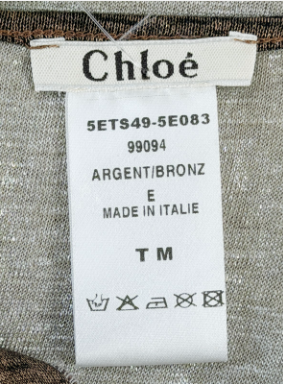 Chloé
5ETS49-5E083
99094
ARGENT/BRONZ
E
MADE IN ITALIE
T M